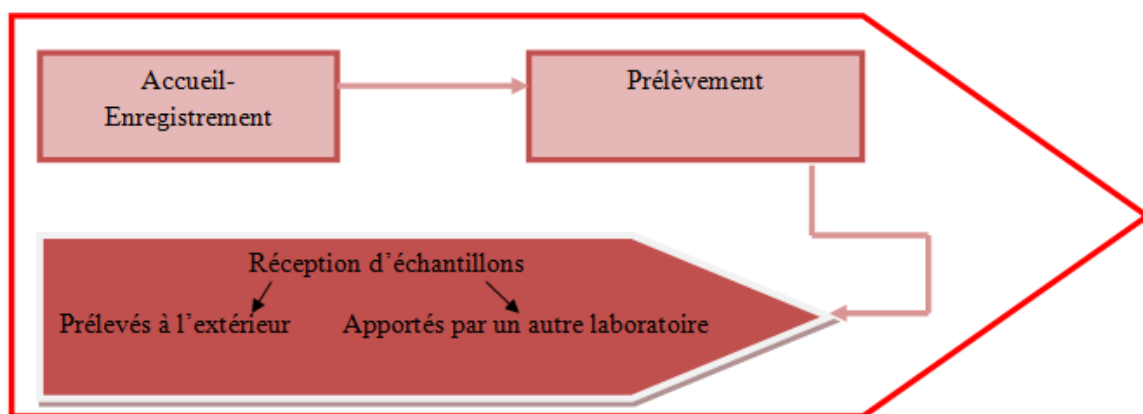 Accueil-
Enregistrement
Prélèvement
Réception d’échantillons
Prélevés à l’extérieur
Apportés par un autre laboratoire